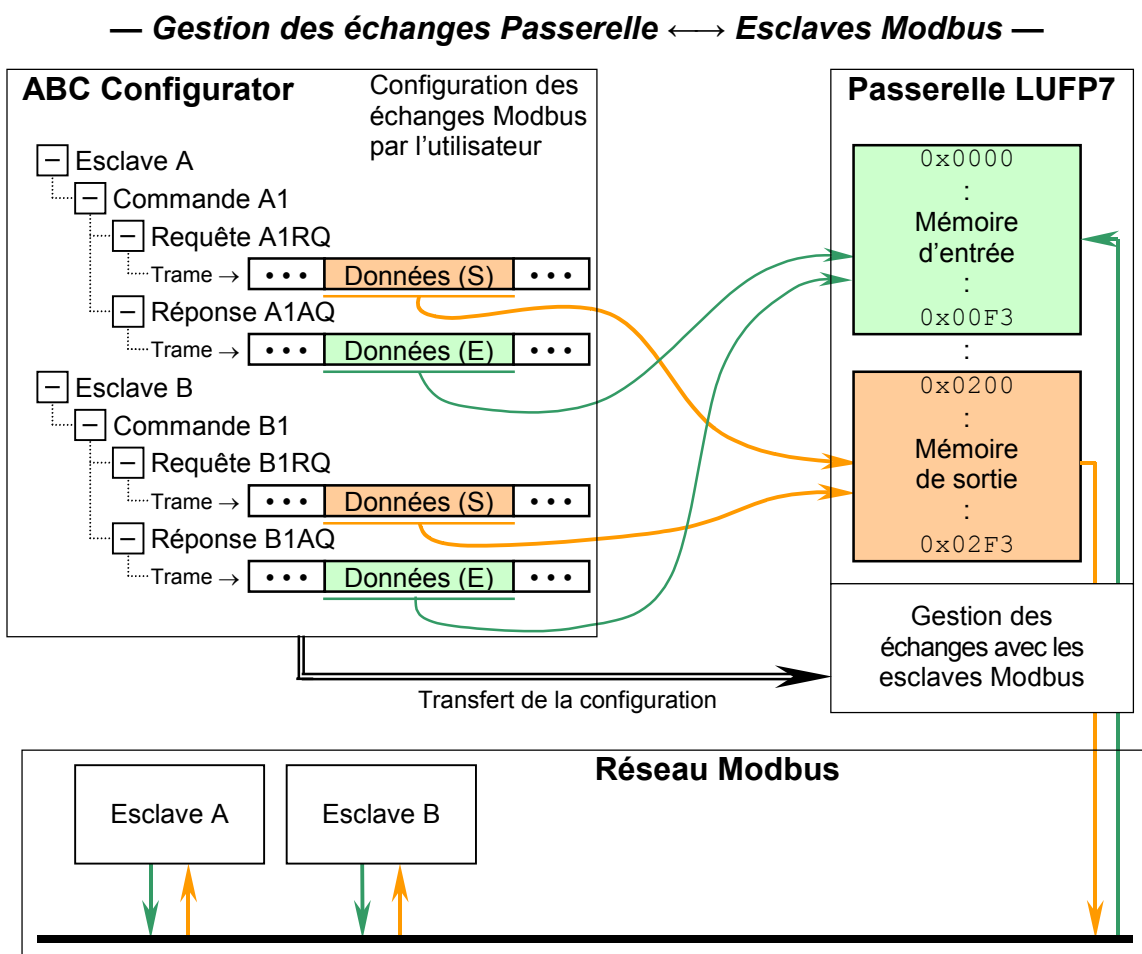 — Gestion des échanges Passerelle ←→ Esclaves Modbus —
ABC Configurator
Configuration des
échanges Modbus
par l’utilisateur
Esclave A
Commande A1
Requête A1RQ
Trame → • • • Données (S) • • •
Réponse A1AQ
Trame → • • • Données (E) • • •
Esclave B
Commande B1
Requête B1RQ
Trame → • • • Données (S) • • •
Réponse B1AQ
Trame → • • • Données (E) • • •
Transfert de la configuration
Passerelle LUFP7
0x0000
:
Mémoire
d’entrée
:
0x00F3
:
0x0200
:
Mémoire
de sortie
:
0x02F3
Gestion des
échanges avec les
esclaves Modbus
Réseau Modbus
Esclave A
Esclave B